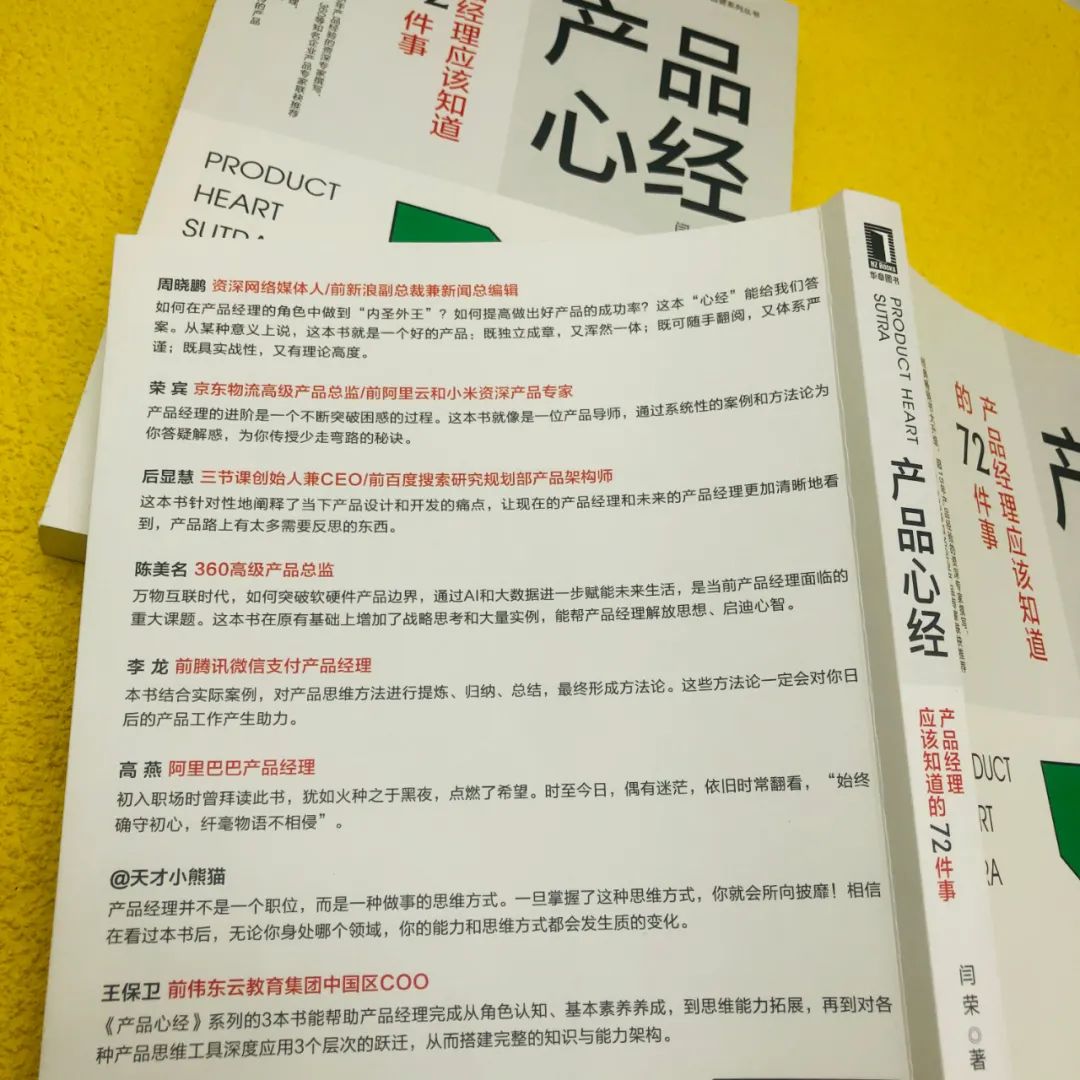 产品
心经
经理应该知道
件事
PRODUCT
HEART
SUTRA
周晓鹏 资深网络媒体人/前新浪副总裁兼新闻总编辑
如何在产品经理的角色中做到“内圣外王”？如何提高做出好产品的成功率？这本“心经”能给我们答
案。从某种意义上说，这本书就是一个好的产品：既独立成章，又浑然一体；既可随手翻阅，又体系严
谨；既具实战性，又有理论高度。
荣 宾 京东物流高级产品总监/前阿里云和小米资深产品专家
产品经理的进阶是一个不断突破困惑的过程。这本书就像是一位产品导师，通过系统性的案例和方法论为
你答疑解惑，为你传授少走弯路的秘诀。
后显慧 三节课创始人兼CEO/前百度搜索研究规划部产品架构师
这本书针对性地阐释了当下产品设计和开发的痛点，让现在的产品经理和未来的产品经理更加清晰地看
到，产品路上有太多需要反思的东西。
陈美名 360高级产品总监
万物互联时代，如何突破软硬件产品边界，通过AI和大数据进一步赋能未来生活，是当前产品经理面临的
重大课题。这本书在原有基础上增加了战略思考和大量实例，能帮产品经理解放思想、启迪心智。
李 龙 前腾讯微信支付产品经理
本书结合实际案例，对产品思维方法进行提炼、归纳、总结，最终形成方法论。这些方法论一定会对你日
后的产品工作产生助力。
高 燕 阿里巴巴产品经理
初入职场时曾拜读此书，犹如火种之于黑夜，点燃了希望。时至今日，偶有迷茫，依旧时常翻看，“始终
确守初心，纤毫物语不相侵”。
@天才小熊猫
产品经理并不是一个职位，而是一种做事的思维方式。一旦掌握了这种思维方式，你就会所向披靡！相信
在看过本书后，无论你身处哪个领域，你的能力和思维方式都会发生质的变化。
王保卫 前伟东云教育集团中国区COO
《产品心经》系列的3本书能帮助产品经理完成从角色认知、基本素养养成，到思维能力拓展，再到对各
种产品思维工具深度应用3个层次的跃迁，从而搭建完整的知识与能力架构。
HZ BOOKS
华章图书
PRODUCT HEART
SUTRA
产品心经
产品经理
应该知道的72件事
闫荣◎著
产品经理应该知道
的72件事
产
DUCT
RT
RA